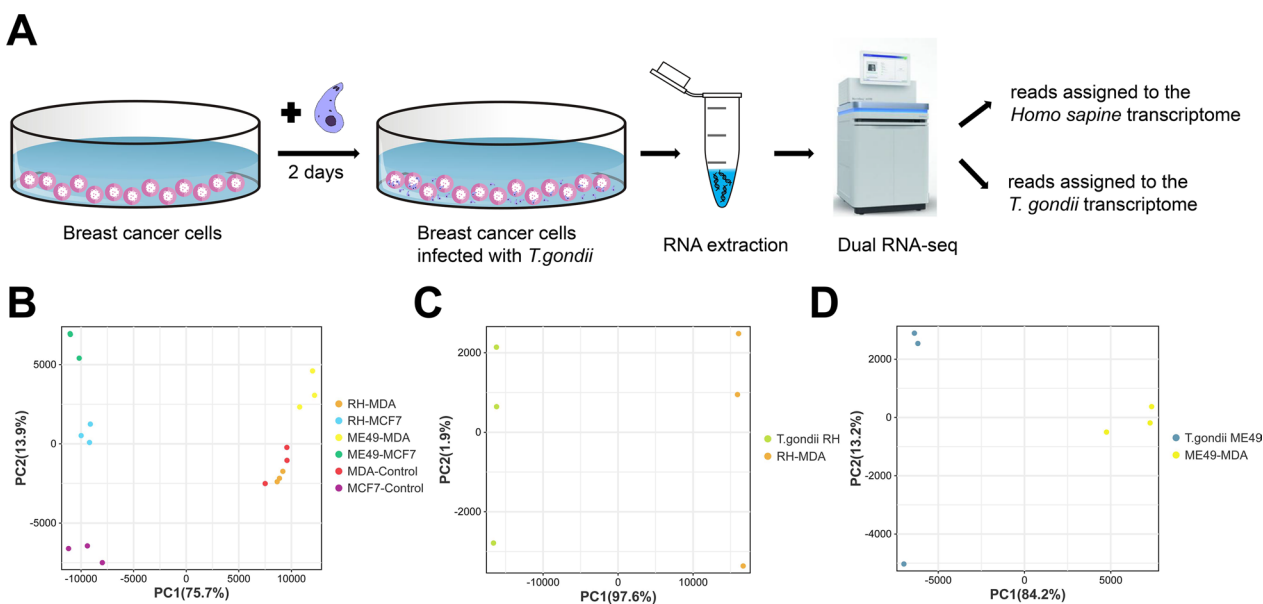 A
+
2 days
reads assigned to the
Homo sapine transcriptome
reads assigned to the
T. gondii transcriptome
Breast cancer cells
Breast cancer cells
infected with T.gondii
RNA extraction
Dual RNA-seq
B
PC2(13.9%)
5000
0
-5000
-10000 -5000 0 5000 10000
PC1(75.7%)
RH-MDA
RH-MCF7
ME49-MDA
ME49-MCF7
MDA-Control
MCF7-Control
C
PC2(1.9%)
2000
0
-2000
-10000 0 10000
PC1(97.6%)
T.gondii RH
RH-MDA
D
PC2(13.2%)
2000
0
-2000
-4000
-5000 0 5000
PC1(84.2%)
T.gondii ME49
ME49-MDA